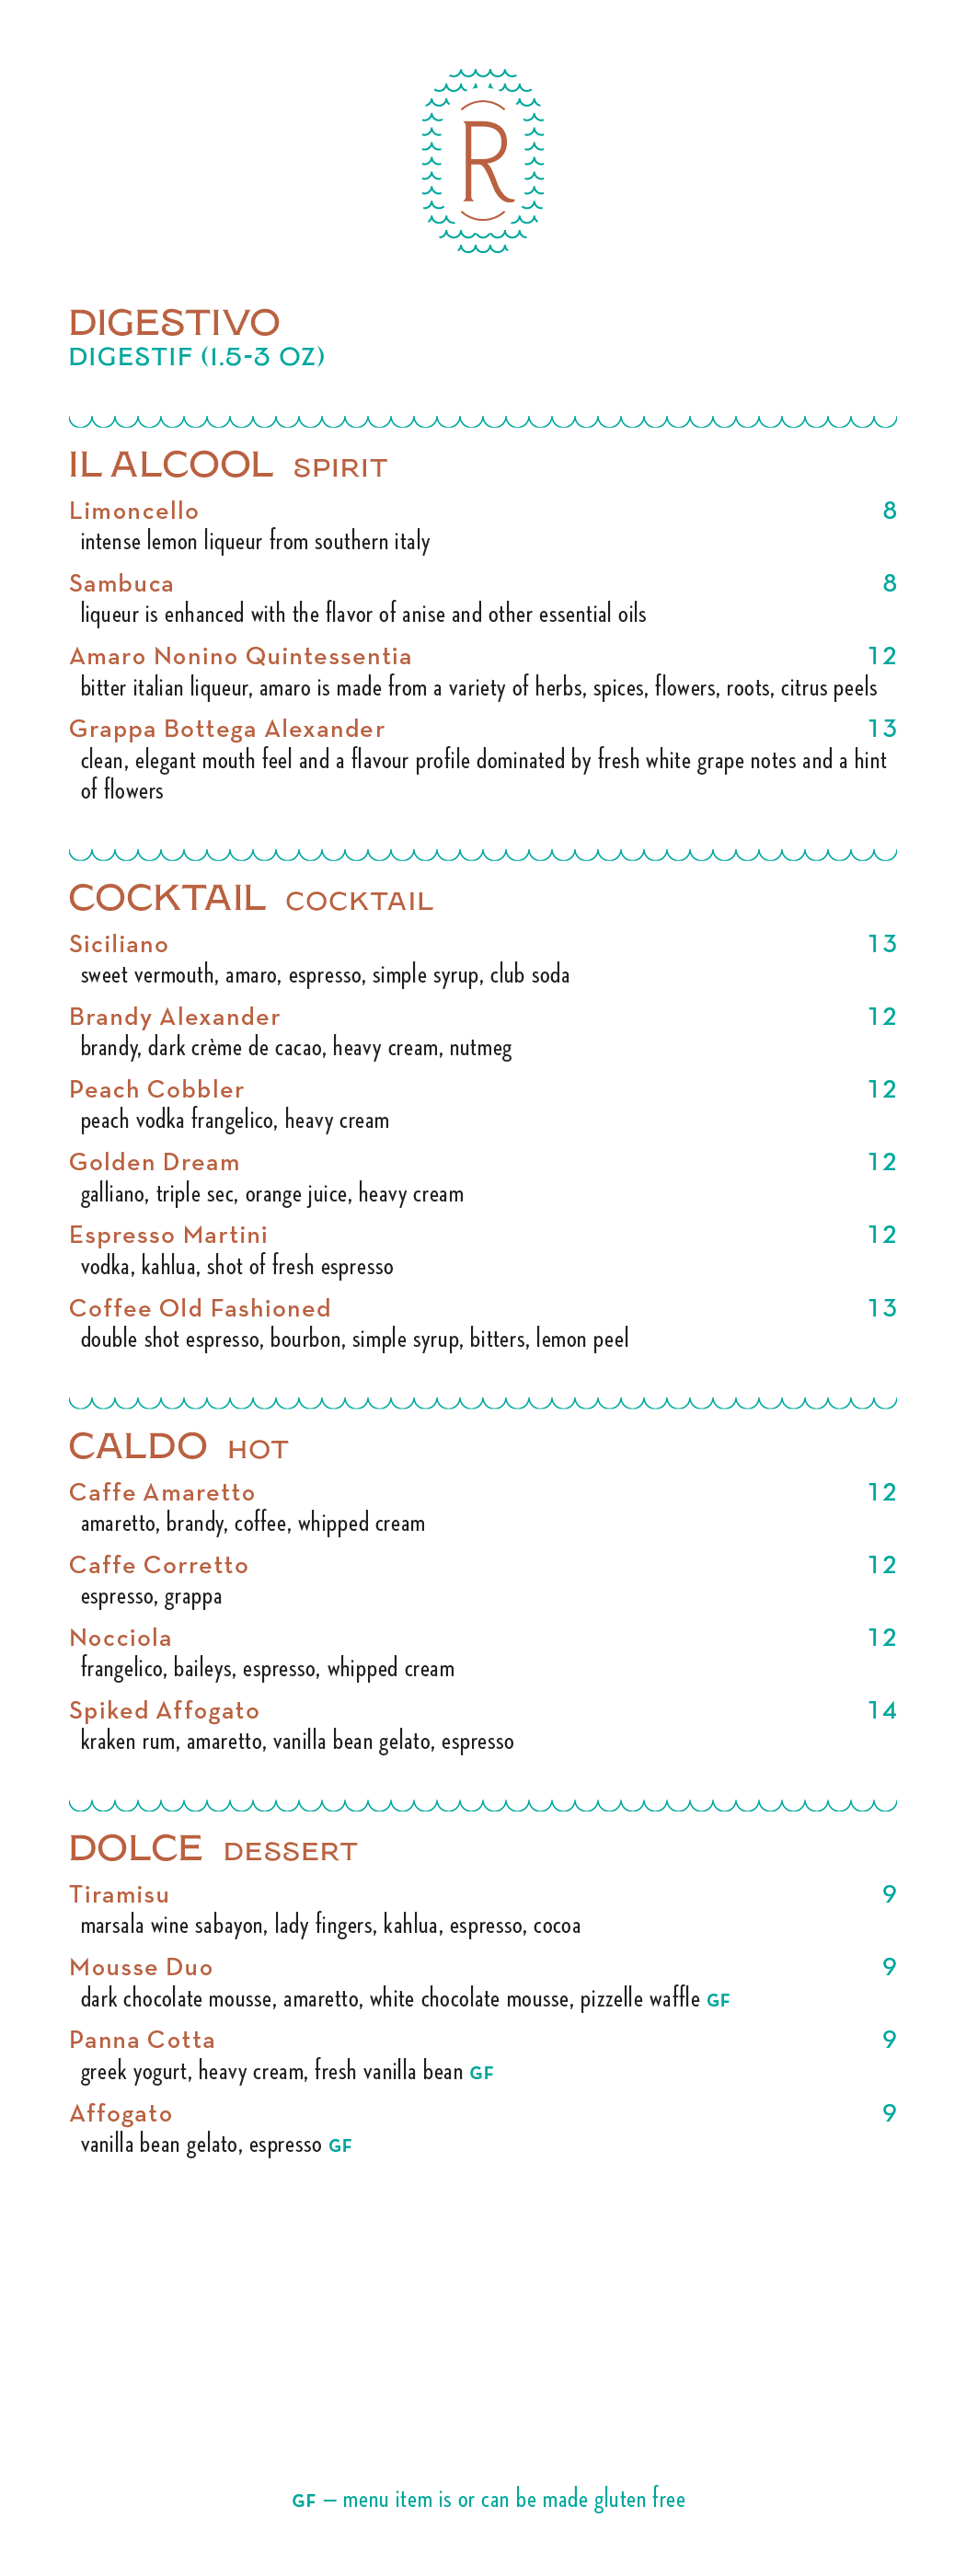 R
DIGESTIVO
DIGESTIF (1.5-3 OZ)
IL ALCOOL SPIRIT
Limoncello 8
intense lemon liqueur from southern italy
Sambuca 8
liqueur is enhanced with the flavor of anise and other essential oils
Amaro Nonino Quintessentia 12
bitter italian liqueur, amaro is made from a variety of herbs, spices, flowers, roots, citrus peels
Grappa Bottega Alexander 13
clean, elegant mouth feel and a flavour profile dominated by fresh white grape notes and a hint
of flowers
COCKTAIL COCKTAIL
Siciliano 13
sweet vermouth, amaro, espresso, simple syrup, club soda
Brandy Alexander 12
brandy, dark crème de cacao, heavy cream, nutmeg
Peach Cobbler 12
peach vodka frangelico, heavy cream
Golden Dream 12
galliano, triple sec, orange juice, heavy cream
Espresso Martini 12
vodka, kahlua, shot of fresh espresso
Coffee Old Fashioned 13
double shot espresso, bourbon, simple syrup, bitters, lemon peel
CALDO HOT
Caffe Amaretto 12
amaretto, brandy, coffee, whipped cream
Caffe Corretto 12
espresso, grappa
Nocciola 12
frangelico, baileys, espresso, whipped cream
Spiked Affogato 14
kraken rum, amaretto, vanilla bean gelato, espresso
DOLCE DESSERT
Tiramisu 9
marsala wine sabayon, lady fingers, kahlua, espresso, cocoa
Mousse Duo 9
dark chocolate mousse, amaretto, white chocolate mousse, pizzelle waffle GF
Panna Cotta 9
greek yogurt, heavy cream, fresh vanilla bean GF
Affogato 9
vanilla bean gelato, espresso GF
GF — menu item is or can be made gluten free